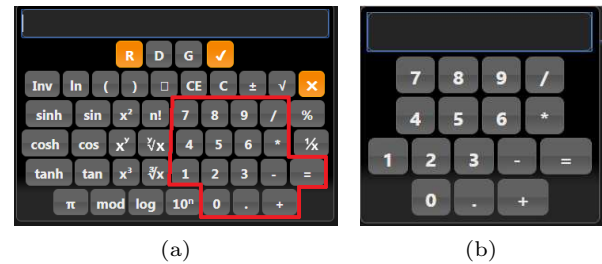 R D G ✓
Inv ln ( ) □ CE C ± √ ×
sinh sin x² n! 7 8 9 / %
cosh cos xʸ ʸ√x 4 5 6 * ¹/x
tanh tan x³ ³√x 1 2 3 - =
π mod log 10ⁿ 0 . +
(a)
7 8 9 /
4 5 6 *
1 2 3 - =
0 . +
(b)